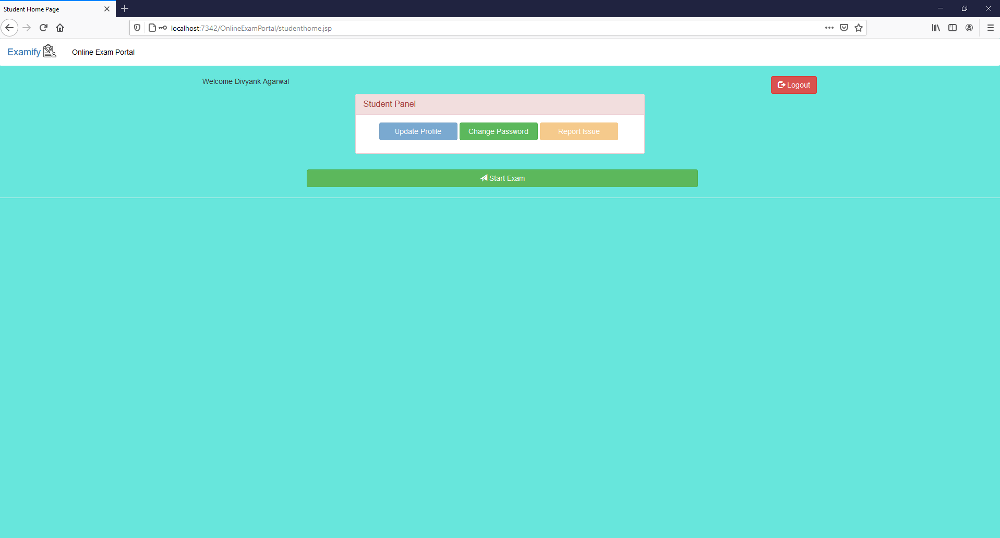 Student Home Page
localhost:7342/OnlineExamPortal/studenthome.jsp
Examify Online Exam Portal
Welcome Divyank Agarwal
Logout
Student Panel
Update Profile Change Password Report Issue
Start Exam